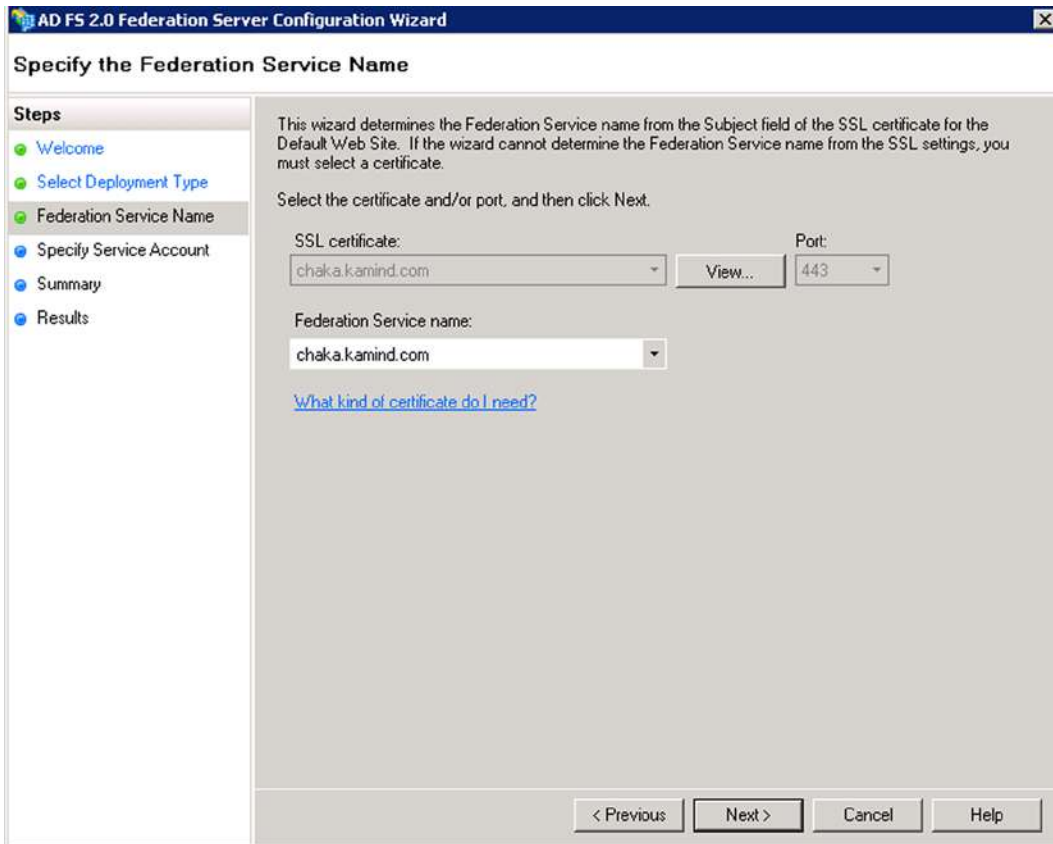 AD FS 2.0 Federation Server Configuration Wizard
Specify the Federation Service Name
Steps
Welcome
Select Deployment Type
Federation Service Name
Specify Service Account
Summary
Results
This wizard determines the Federation Service name from the Subject field of the SSL certificate for the
Default Web Site. If the wizard cannot determine the Federation Service name from the SSL settings, you
must select a certificate.
Select the certificate and/or port, and then click Next.
SSL certificate: Port:
chaka.kamind.com View... 443
Federation Service name:
chaka.kamind.com
What kind of certificate do I need?
< Previous Next > Cancel Help